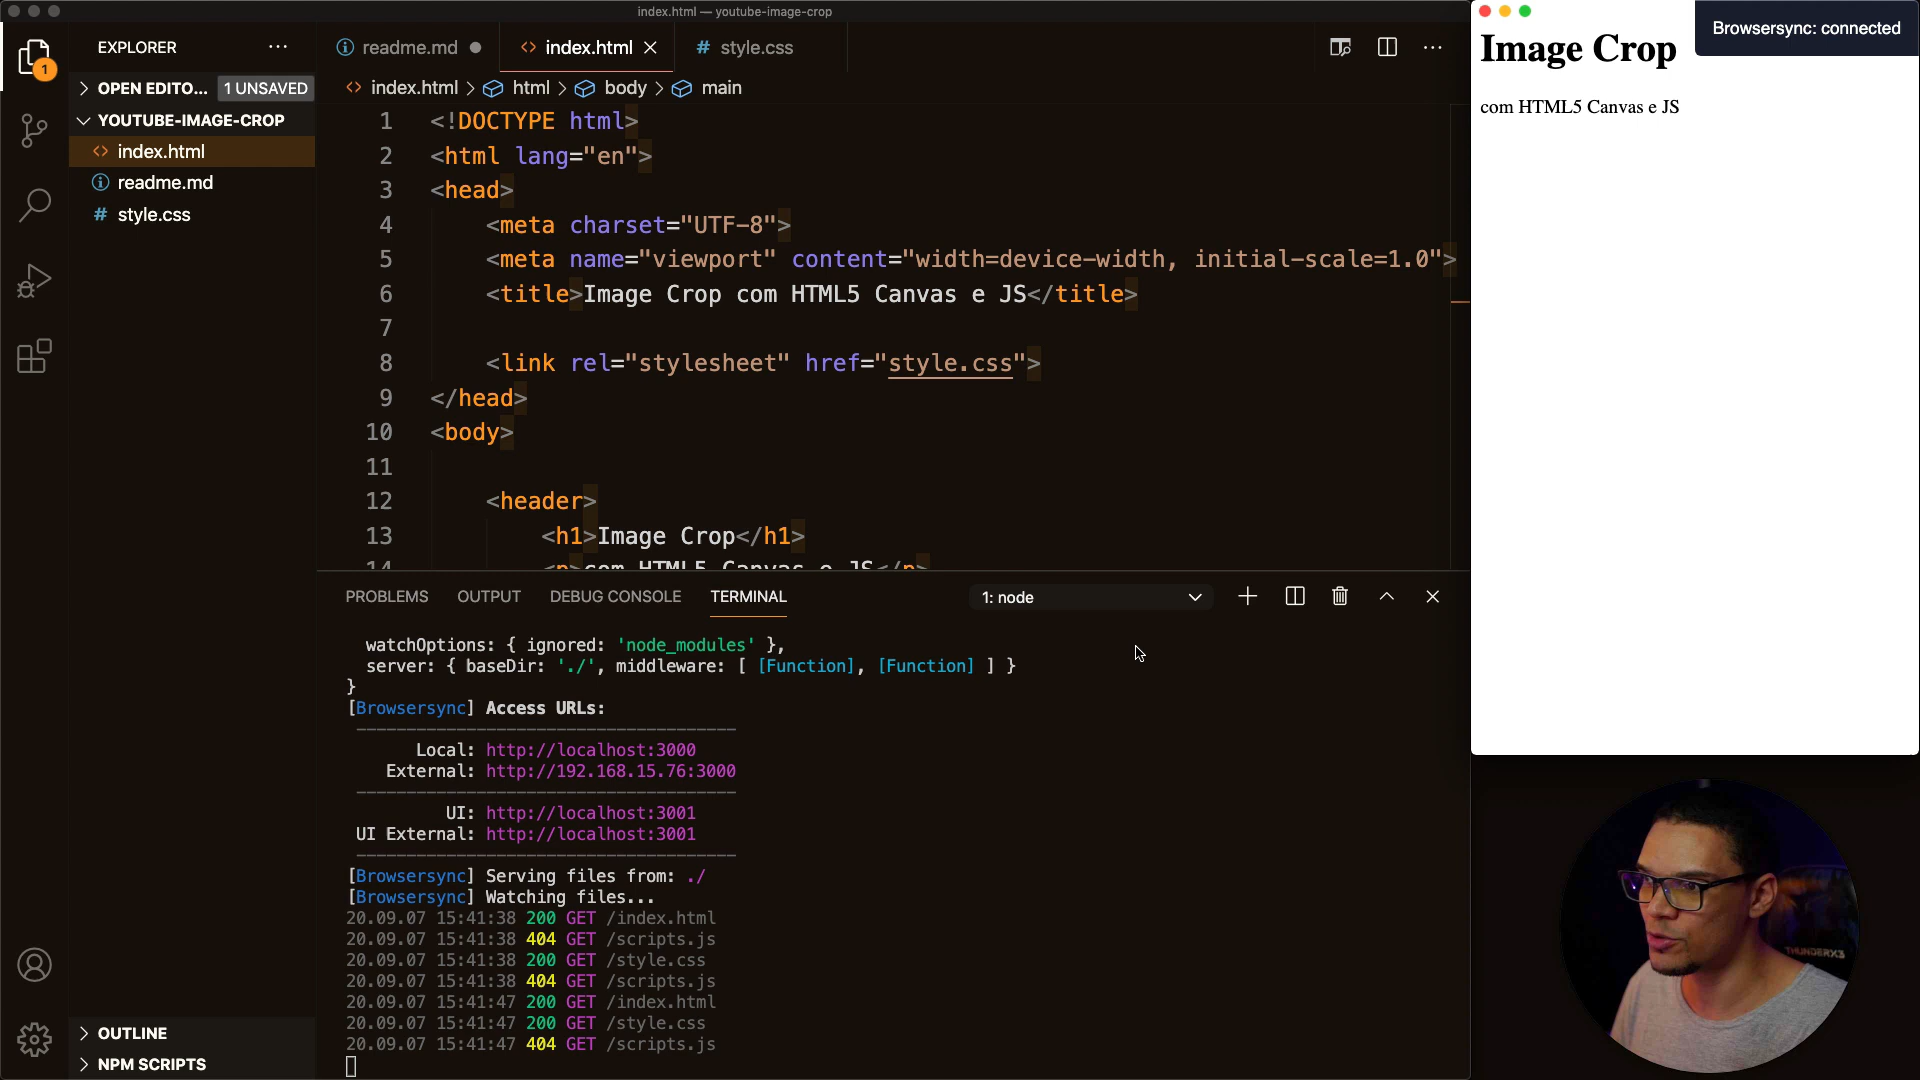 index.html — youtube-image-crop
EXPLORER
OPEN EDITO... 1 UNSAVED
YOUTUBE-IMAGE-CROP
index.html
readme.md
style.css
1
OUTLINE
NPM SCRIPTS
readme.md
index.html
# style.css
index.html > html > body > main
1 <!DOCTYPE html>
2 <html lang="en">
3 <head>
4 <meta charset="UTF-8">
5 <meta name="viewport" content="width=device-width, initial-scale=1.0">
6 <title>Image Crop com HTML5 Canvas e JS</title>
7
8 <link rel="stylesheet" href="style.css">
9 </head>
10 <body>
11
12 <header>
13 <h1>Image Crop</h1>
14 <p>com HTML5 Canvas e JS</p>
PROBLEMS OUTPUT DEBUG CONSOLE TERMINAL 1: node
watchOptions: { ignored: 'node_modules' },
server: { baseDir: './', middleware: [ [Function], [Function] ] }
}
[Browsersync] Access URLs:
Local: http://localhost:3000
External: http://192.168.15.76:3000
UI: http://localhost:3001
UI External: http://localhost:3001
[Browsersync] Serving files from: ./
[Browsersync] Watching files...
20.09.07 15:41:38 200 GET /index.html
20.09.07 15:41:38 404 GET /scripts.js
20.09.07 15:41:38 200 GET /style.css
20.09.07 15:41:38 404 GET /scripts.js
20.09.07 15:41:47 200 GET /index.html
20.09.07 15:41:47 200 GET /style.css
20.09.07 15:41:47 404 GET /scripts.js
Browsersync: connected
Image Crop
com HTML5 Canvas e JS
THUNDERX3